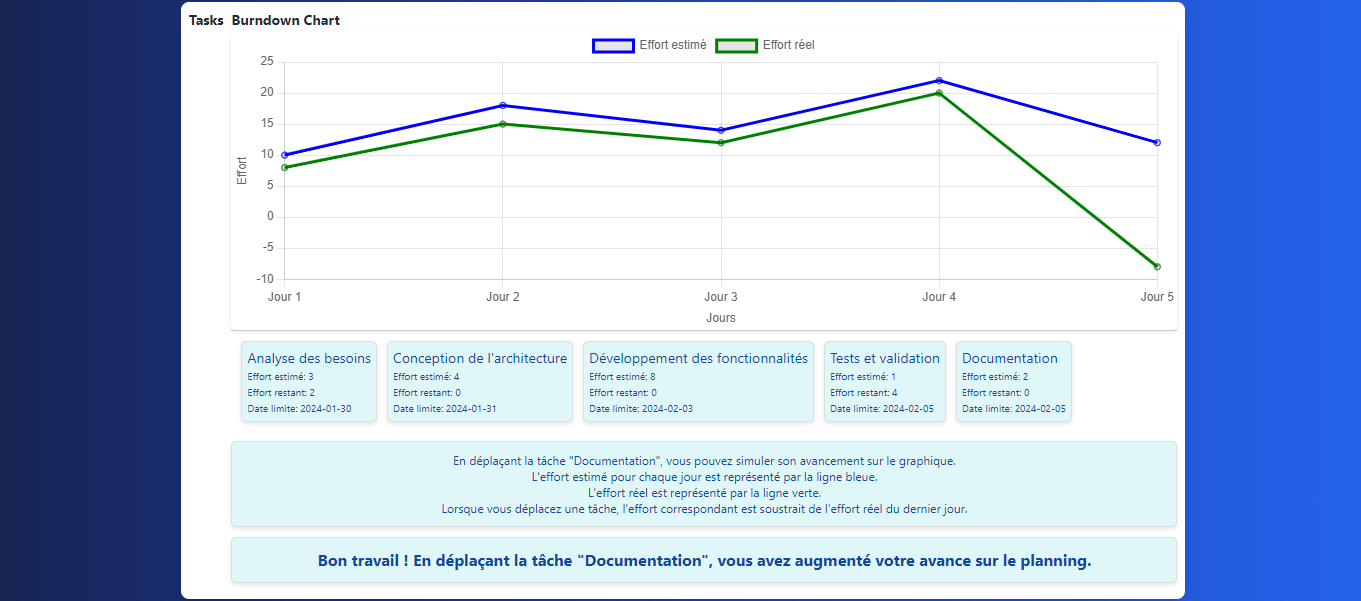 Tasks Burndown Chart
Effort estimé Effort réel
25
20
15
10
5
0
-5
-10
Effort
Jour 1 Jour 2 Jour 3 Jour 4 Jour 5
Jours
Analyse des besoins
Effort estimé: 3
Effort restant: 2
Date limite: 2024-01-30
Conception de l'architecture
Effort estimé: 4
Effort restant: 0
Date limite: 2024-01-31
Développement des fonctionnalités
Effort estimé: 8
Effort restant: 0
Date limite: 2024-02-03
Tests et validation
Effort estimé: 1
Effort restant: 4
Date limite: 2024-02-05
Documentation
Effort estimé: 2
Effort restant: 0
Date limite: 2024-02-05
En déplaçant la tâche "Documentation", vous pouvez simuler son avancement sur le graphique.
L'effort estimé pour chaque jour est représenté par la ligne bleue.
L'effort réel est représenté par la ligne verte.
Lorsque vous déplacez une tâche, l'effort correspondant est soustrait de l'effort réel du dernier jour.
Bon travail ! En déplaçant la tâche "Documentation", vous avez augmenté votre avance sur le planning.